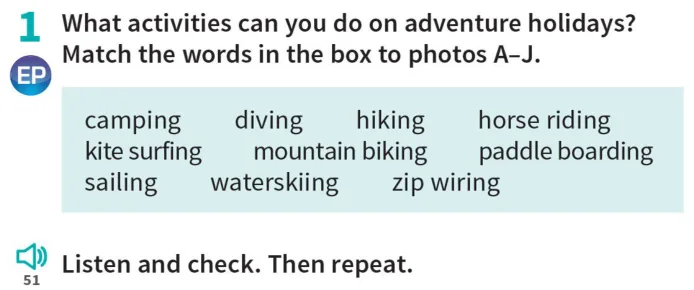 1 What activities can you do on adventure holidays?
EP Match the words in the box to photos A–J.
camping diving hiking horse riding
kite surfing mountain biking paddle boarding
sailing waterskiing zip wiring
51 Listen and check. Then repeat.